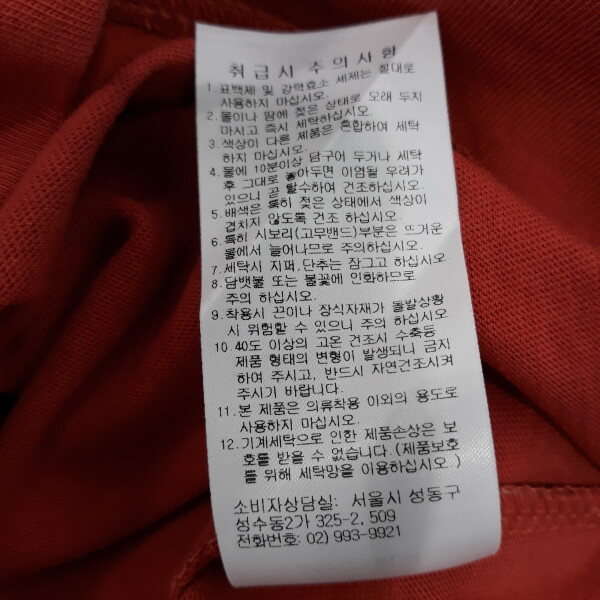 취급시 주의사항
1. 표백제 및 강력효소 세제는 절대로
사용하지 마십시오.
2. 물이나 땀에 젖은 상태로 오래 두지
마시고 즉시 세탁하십시오.
3. 색상이 다른 제품은 혼합하여 세탁
하지 마십시오.
4. 물에 10분이상 담구어 두거나 세탁
후 그대로 놓아두면 이염될 우려가
있으니 곧 탈수하여 건조하십시오.
5. 배색은 특히 젖은 상태에서 색상이
겹치지 않도록 건조 하십시오.
6. 특히 시보리(고무밴드)부분은 뜨거운
물에서 늘어나므로 주의하십시오.
7. 세탁시 지퍼,단추는 잠그고 하십시오.
8. 담뱃불 또는 불꽃에 인화하므로
주의 하십시오.
9. 착용시 끈이나 장식자재가 돌발상황
시 위험할 수 있으니 주의 하십시오.
10. 40도 이상의 고온 건조시 수축등
제품 형태의 변형이 발생되니 금지
하여 주시고, 반드시 자연건조시켜
주시기 바랍니다.
11. 본 제품은 의류착용 이외의 용도로
사용하지 마십시오.
12. 기계세탁으로 인한 제품손상은 보
호를 받을 수 없습니다.(제품보호
를 위해 세탁망을 이용하십시오.)
소비자상담실: 서울시 성동구
성수동2가 325-2, 509
전화번호: 02) 993-9921